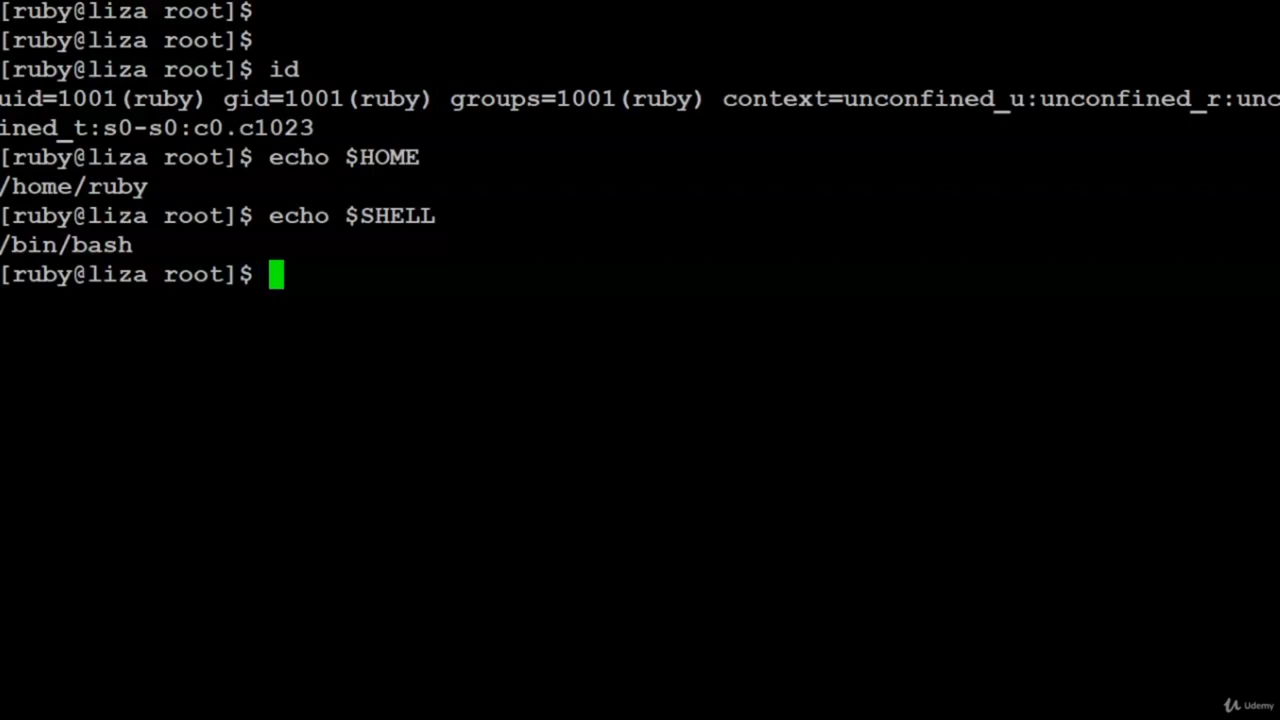 [ruby@liza root]$
[ruby@liza root]$
[ruby@liza root]$ id
uid=1001(ruby) gid=1001(ruby) groups=1001(ruby) context=unconfined_u:unconfined_r:unc
ined_t:s0-s0:c0.c1023
[ruby@liza root]$ echo $HOME
/home/ruby
[ruby@liza root]$ echo $SHELL
/bin/bash
[ruby@liza root]$
Udemy